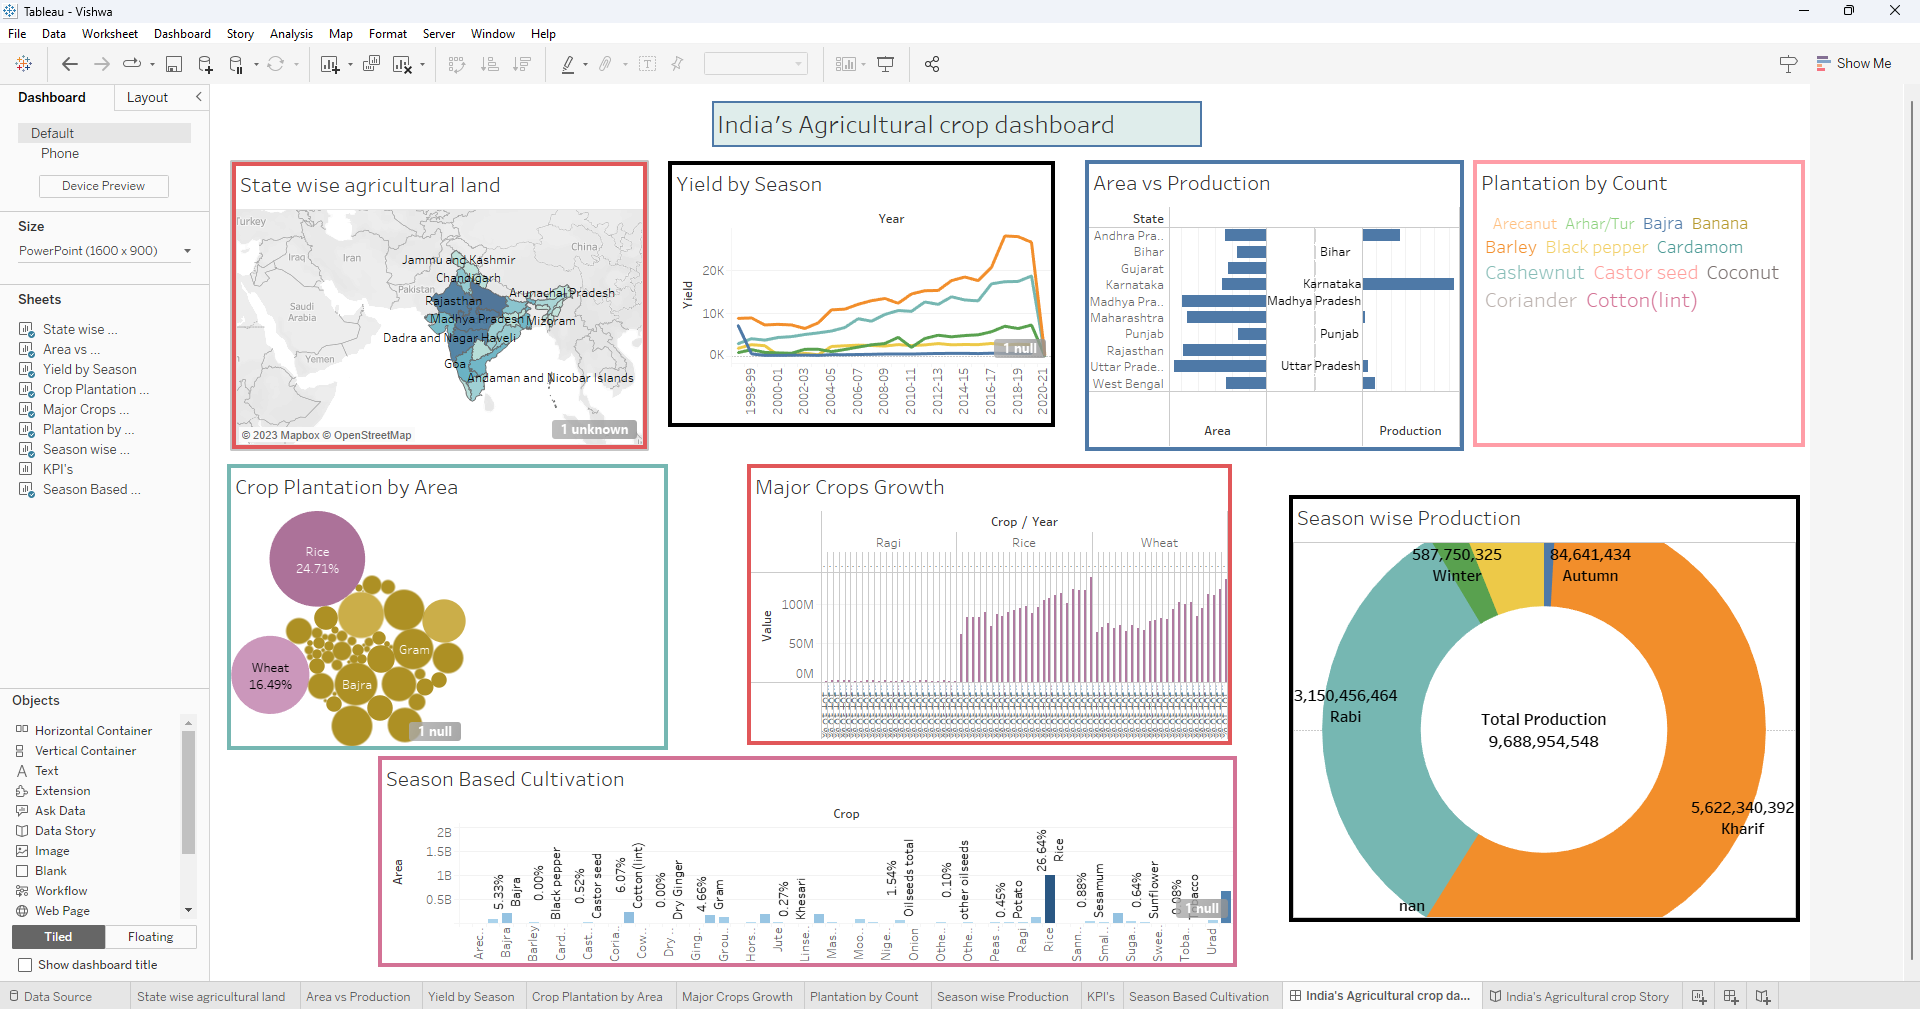 Tableau - Vishwa
File Data Worksheet Dashboard Story Analysis Map Format Server Window Help
Show Me
Dashboard Layout
Default
Phone
Device Preview
Size
PowerPoint (1600 x 900)
Sheets
State wise ...
Area vs ...
Yield by Season
Crop Plantation ...
Major Crops ...
Plantation by ...
Season wise ...
KPI's
Season Based ...
Objects
Horizontal Container
Vertical Container
Text
Extension
Ask Data
Data Story
Image
Blank
Workflow
Web Page
Tiled Floating
Show dashboard title
India's Agricultural crop dashboard
State wise agricultural land
Turkey
Iraq
Iran
China
Saudi
Arabia
Pakistan
Yemen
Jammu and Kashmir
Chandigarh
Arunachal Pradesh
Rajasthan
Madhya Pradesh
Mizoram
Dadra and Nagar Haveli
Goa
Andaman and Nicobar Islands
1 unknown
© 2023 Mapbox © OpenStreetMap
Yield by Season
Year
Yield
20K
10K
0K
1 null
1998-99
2000-01
2002-03
2004-05
2006-07
2008-09
2010-11
2012-13
2014-15
2016-17
2018-19
2020-21
Area vs Production
State
Andhra Pra..
Bihar
Gujarat
Karnataka
Madhya Pra..
Maharashtra
Punjab
Rajasthan
Uttar Prade..
West Bengal
Bihar
Karnataka
Madhya Pradesh
Punjab
Uttar Pradesh
Area
Production
Plantation by Count
Arecanut Arhar/Tur Bajra Banana
Barley Black pepper Cardamom
Cashewnut Castor seed Coconut
Coriander Cotton(lint)
Crop Plantation by Area
Rice
24.71%
Wheat
16.49%
Gram
Bajra
1 null
Major Crops Growth
Crop / Year
Ragi Rice Wheat
Value
100M
50M
0M
Season wise Production
587,750,325
Winter
84,641,434
Autumn
3,150,456,464
Rabi
Total Production
9,688,954,548
5,622,340,392
Kharif
nan
Season Based Cultivation
Crop
Area
2B
1.5B
1B
0.5B
5.33%
Bajra
0.00%
Black pepper
0.52%
Castor seed
6.07%
Cotton(lint)
0.00%
Dry Ginger
4.66%
Gram
0.27%
Khesari
1.54%
Oilseeds total
0.10%
other oilseeds
0.45%
Potato
26.64%
Rice
0.88%
Sesamum
0.64%
Sunflower
1 null
Arec..
Bajra
Barley
Card..
Cast..
Coria..
Cow..
Dry ..
Ging..
Grou..
Hors..
Jute
Linse..
Mas..
Moo..
Nige..
Onion
Othe..
Othe..
Peas ..
Ragi
Rice
Sann..
Smal..
Suga..
Swee..
Toba..
Urad
Data Source
State wise agricultural land
Area vs Production
Yield by Season
Crop Plantation by Area
Major Crops Growth
Plantation by Count
Season wise Production
KPI's
Season Based Cultivation
India's Agricultural crop da...
India's Agricultural crop Story